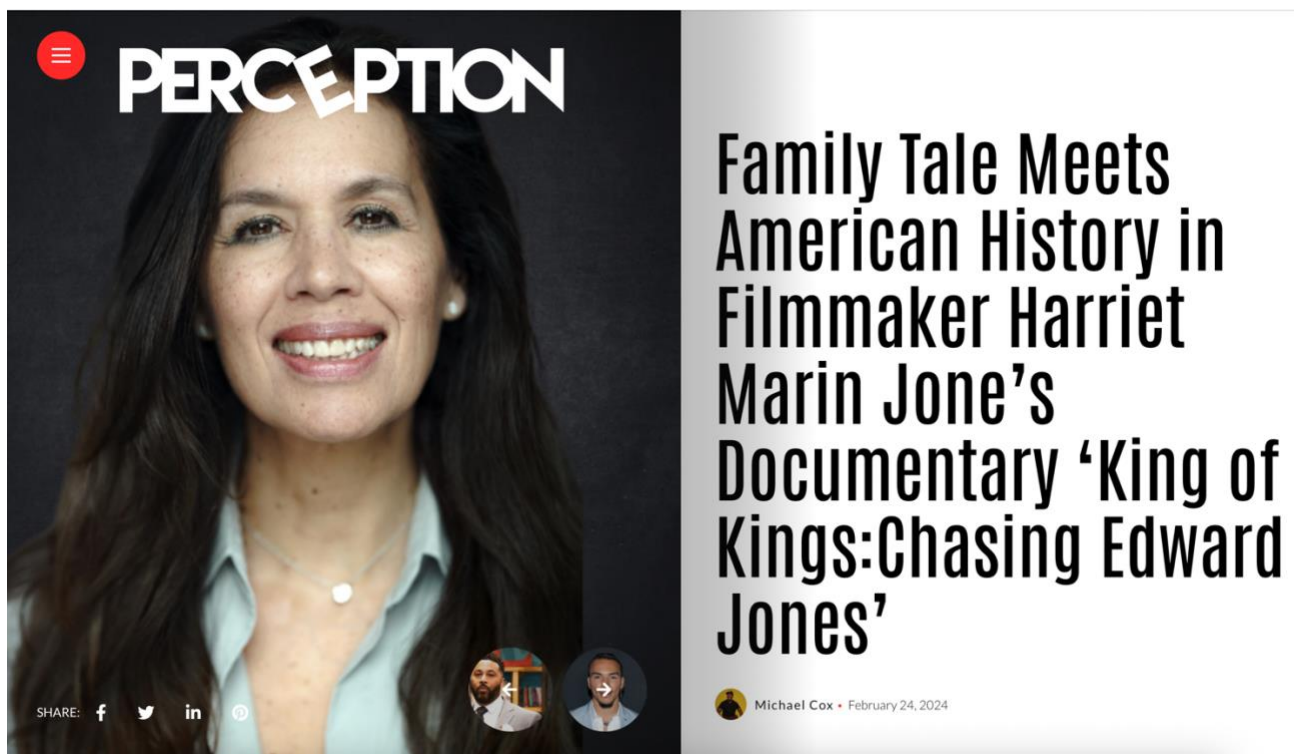 PERCEPTION
Family Tale Meets
American History in
Filmmaker Harriet
Marin Jone’s
Documentary ‘King of
Kings:Chasing Edward
Jones’
Michael Cox • February 24, 2024
SHARE: